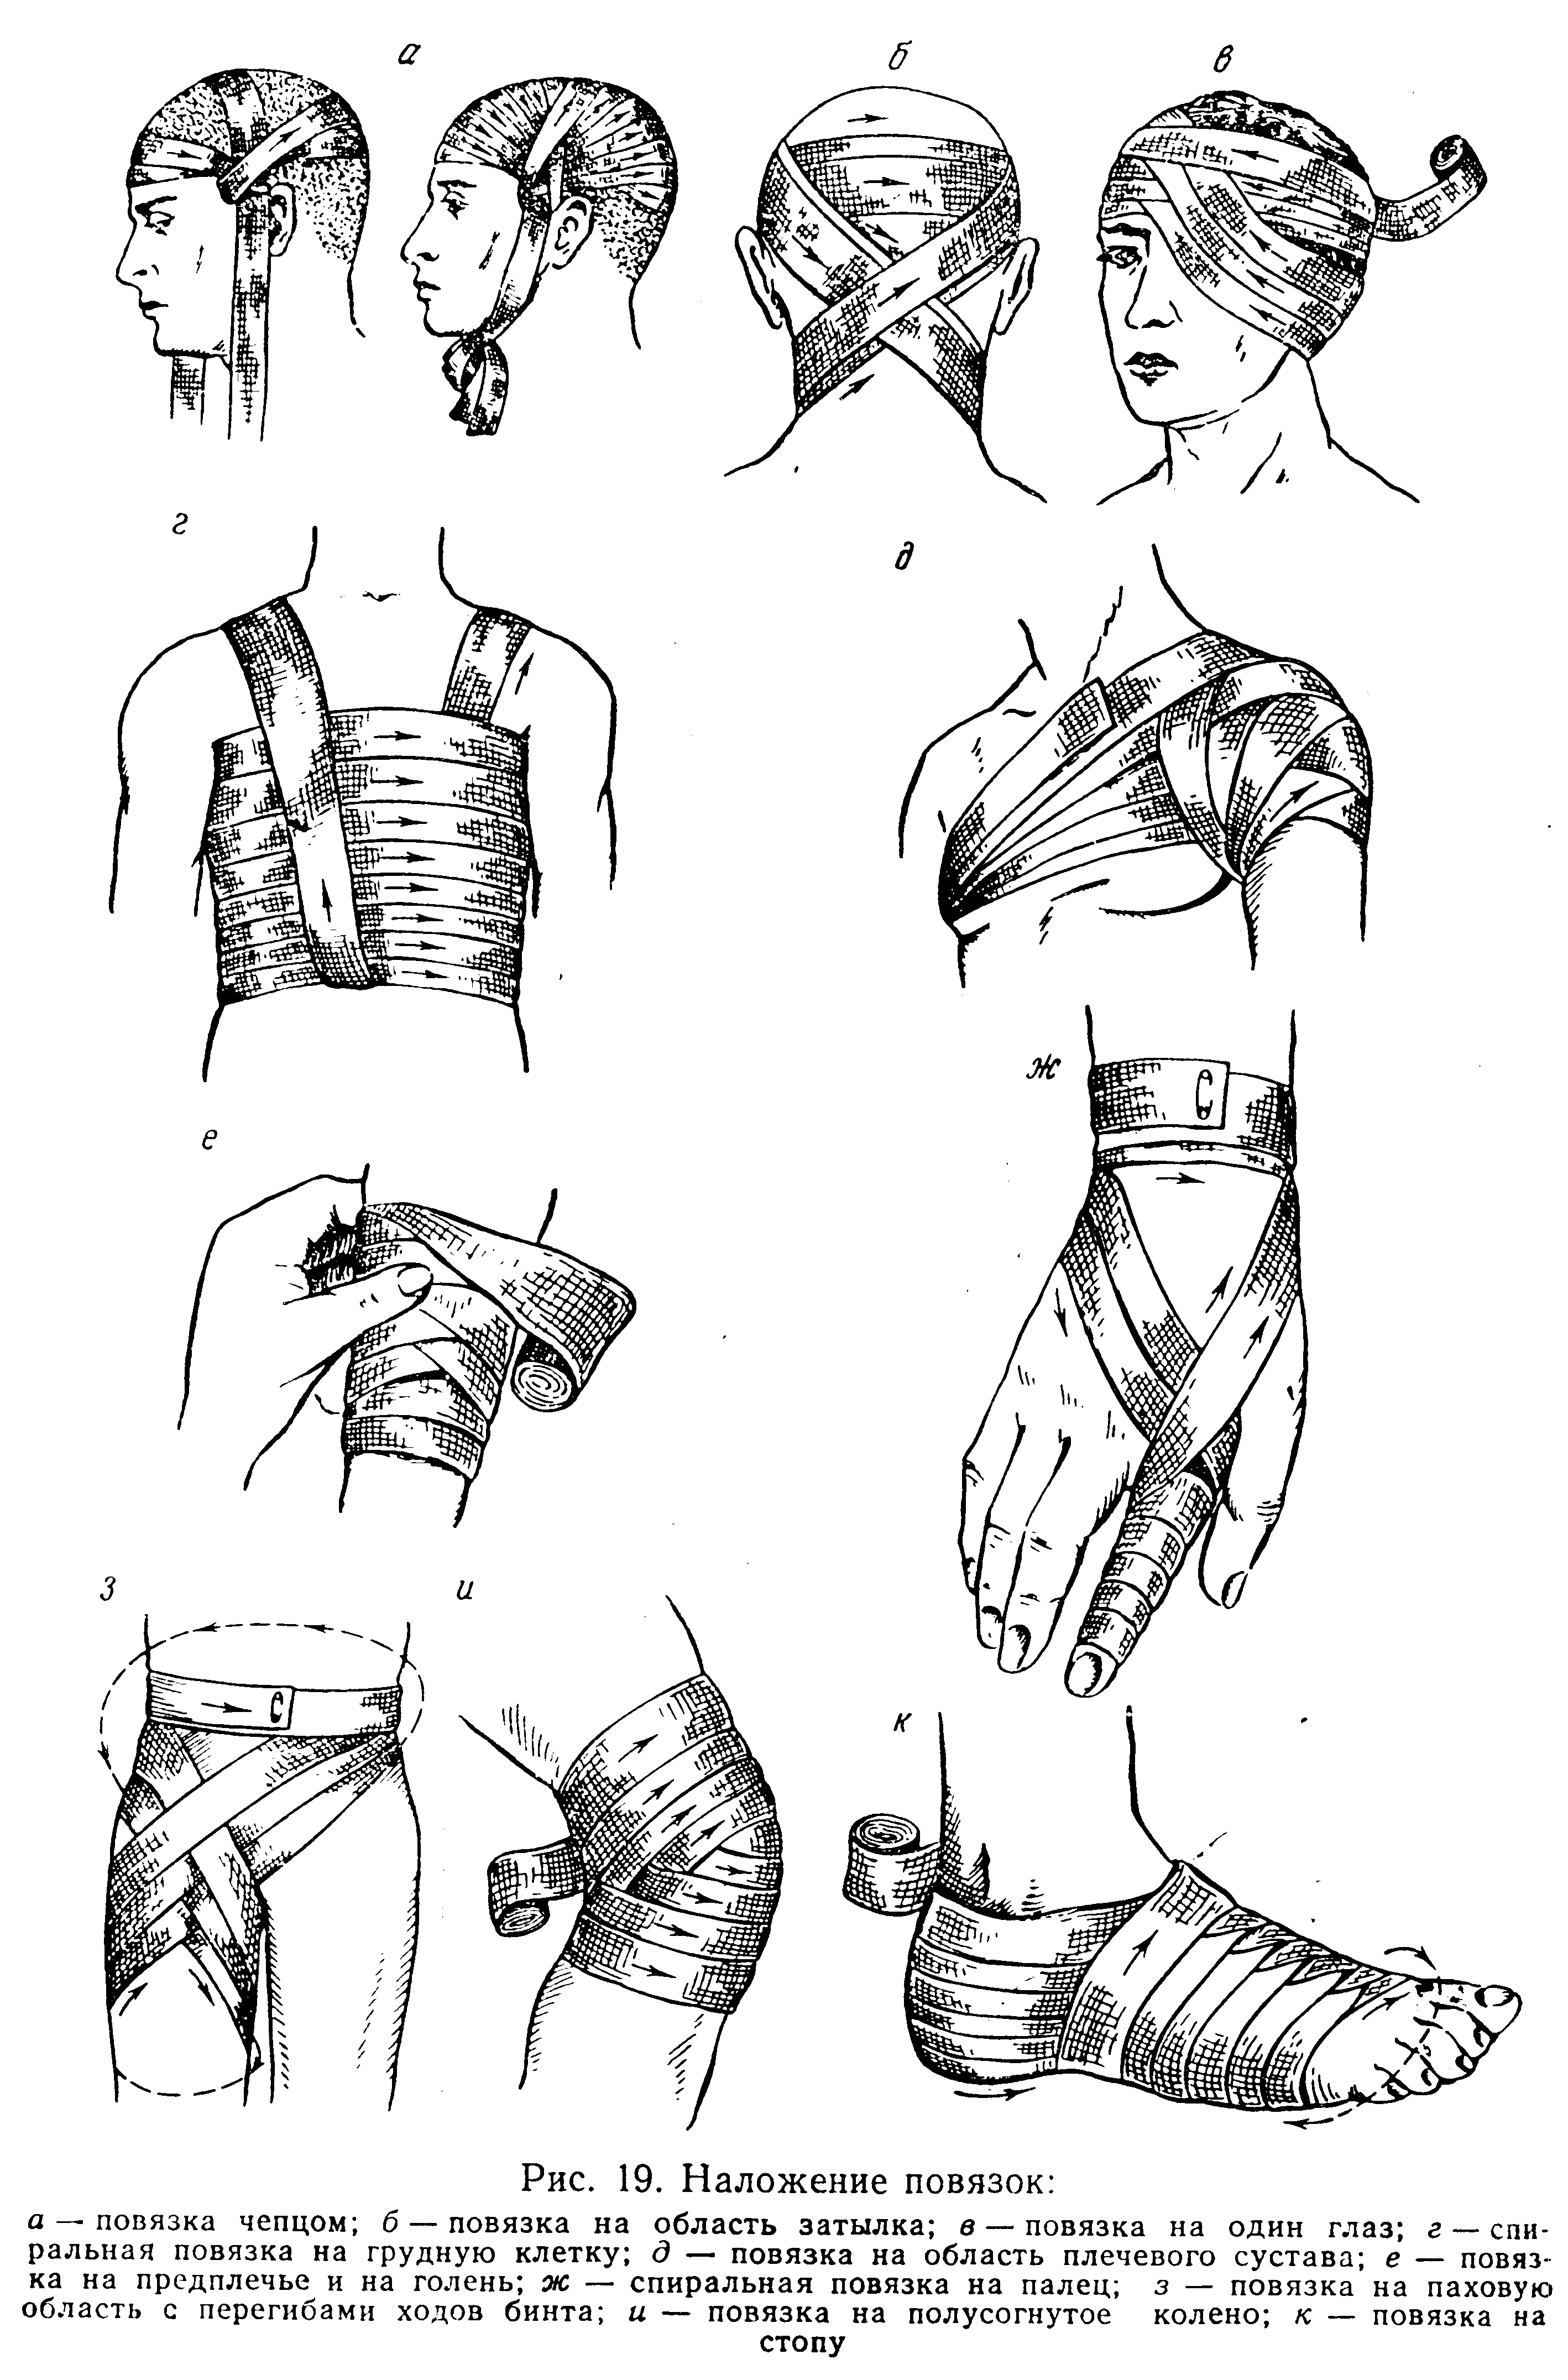 а
б
в
г
д
е
ж
з
и
к
Рис. 19. Наложение повязок:
а — повязка чепцом; б — повязка на область затылка; в — повязка на один глаз; г — спи-
ральная повязка на грудную клетку; д — повязка на область плечевого сустава; е — повяз-
ка на предплечье и на голень; ж — спиральная повязка на палец; з — повязка на паховую
область с перегибами ходов бинта; и — повязка на полусогнутое колено; к — повязка на
стопу